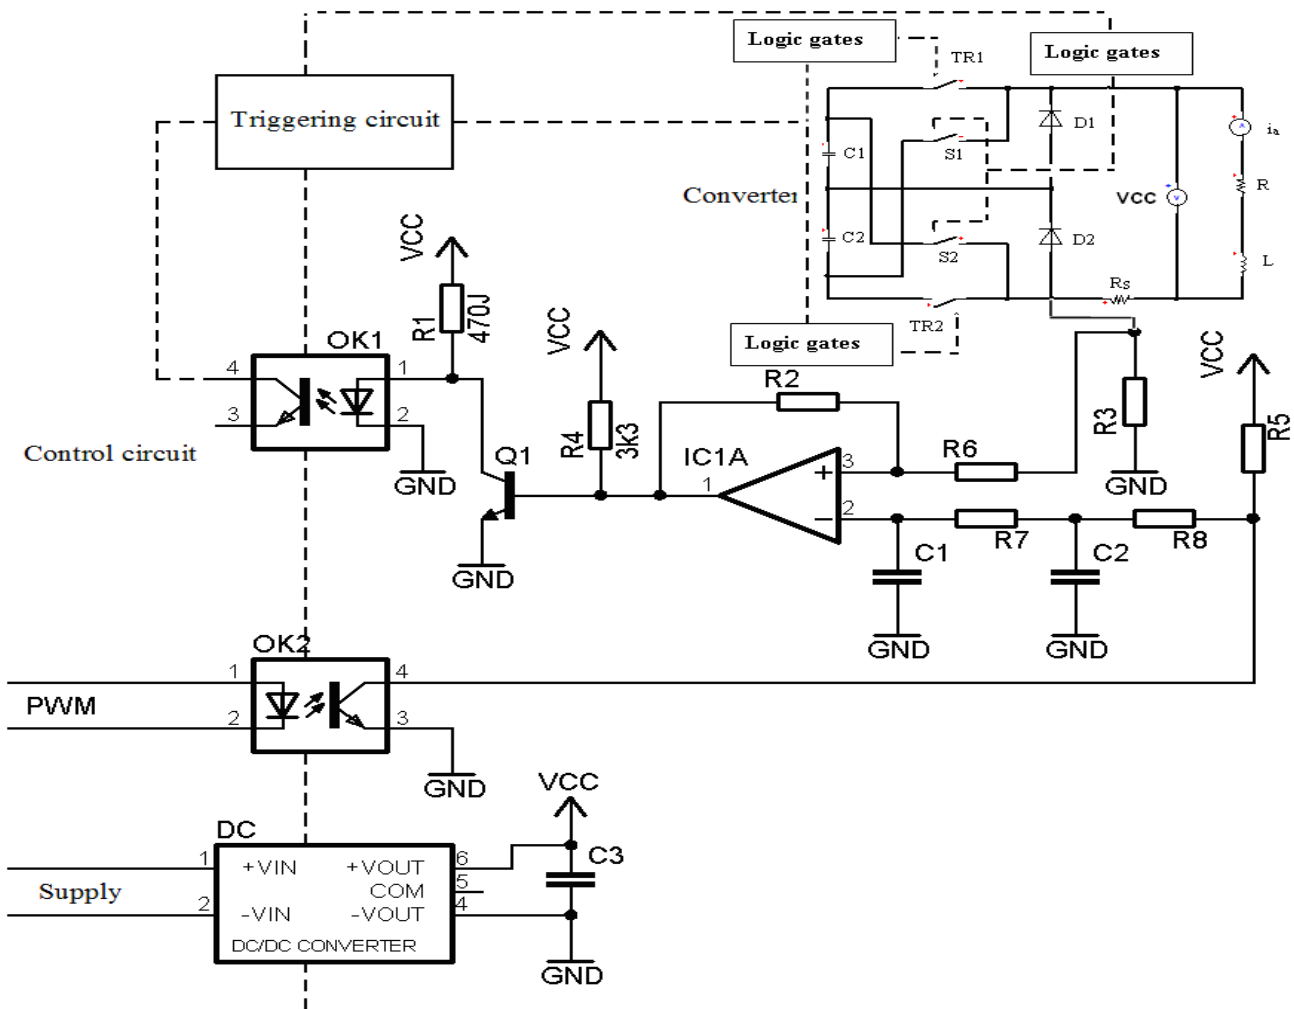 Logic gates
TR1
Logic gates
Triggering circuit
D1
i a
C1
S1
Converter
VCC
R
C2
S2
D2
L
Rs
TR2
VCC
R1
470J
OK1
VCC
Logic gates
VCC
4
1
R2
3
2
R4
3k3
R3
R5
Control circuit
GND
Q1
IC1A
1
+
3
R6
GND
−
2
R7
R8
C1
C2
GND
GND
GND
OK2
1
4
PWM
2
3
GND
VCC
DC
1
+VIN
+VOUT
6
C3
Supply
COM
5
2
-VIN
-VOUT
4
DC/DC CONVERTER
GND